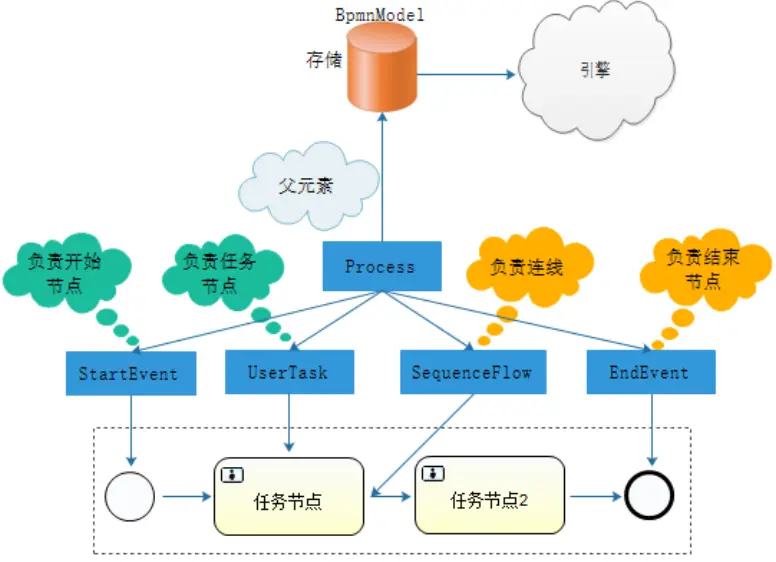 BpmnModel
存储
引擎
父元素
负责开始
节点
负责任务
节点
Process
负责连线
负责结束
节点
StartEvent
UserTask
SequenceFlow
EndEvent
任务节点
任务节点2